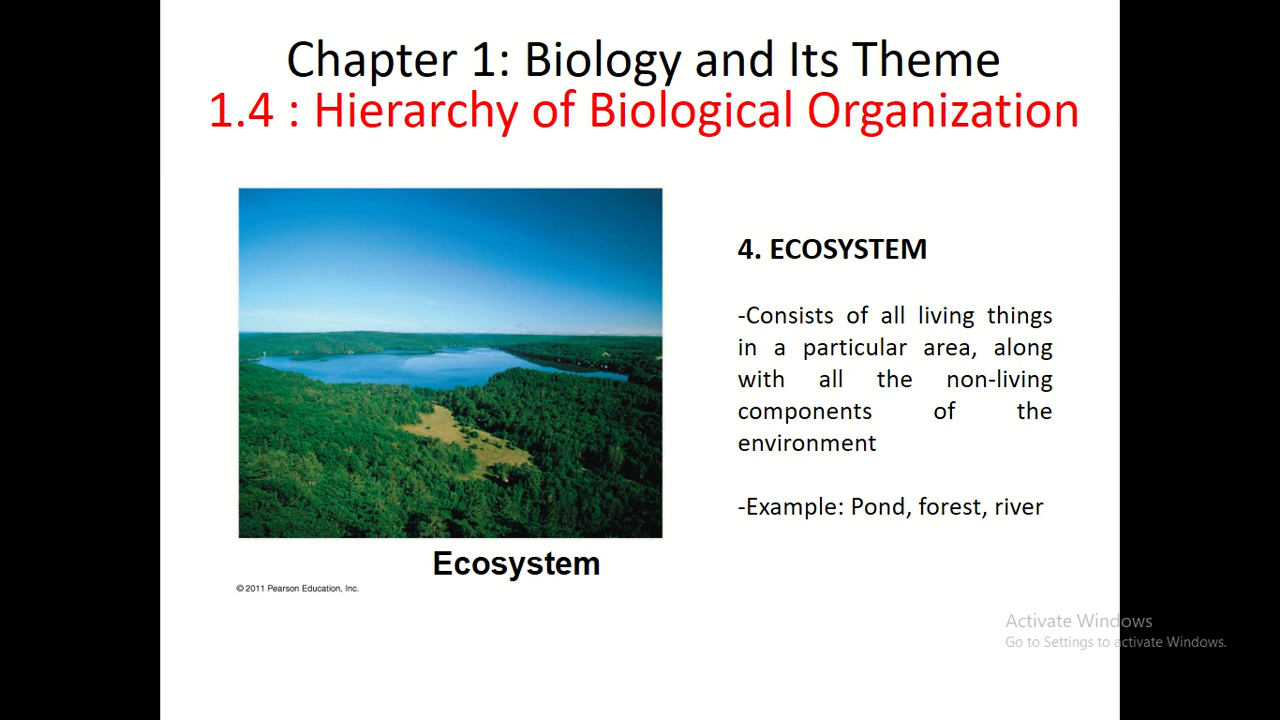 Chapter 1: Biology and Its Theme
1.4 : Hierarchy of Biological Organization
4. ECOSYSTEM
-Consists of all living things
in a particular area, along
with all the non-living
components of the
environment
-Example: Pond, forest, river
Ecosystem
© 2011 Pearson Education, Inc.
Activate Windows
Go to Settings to activate Windows.